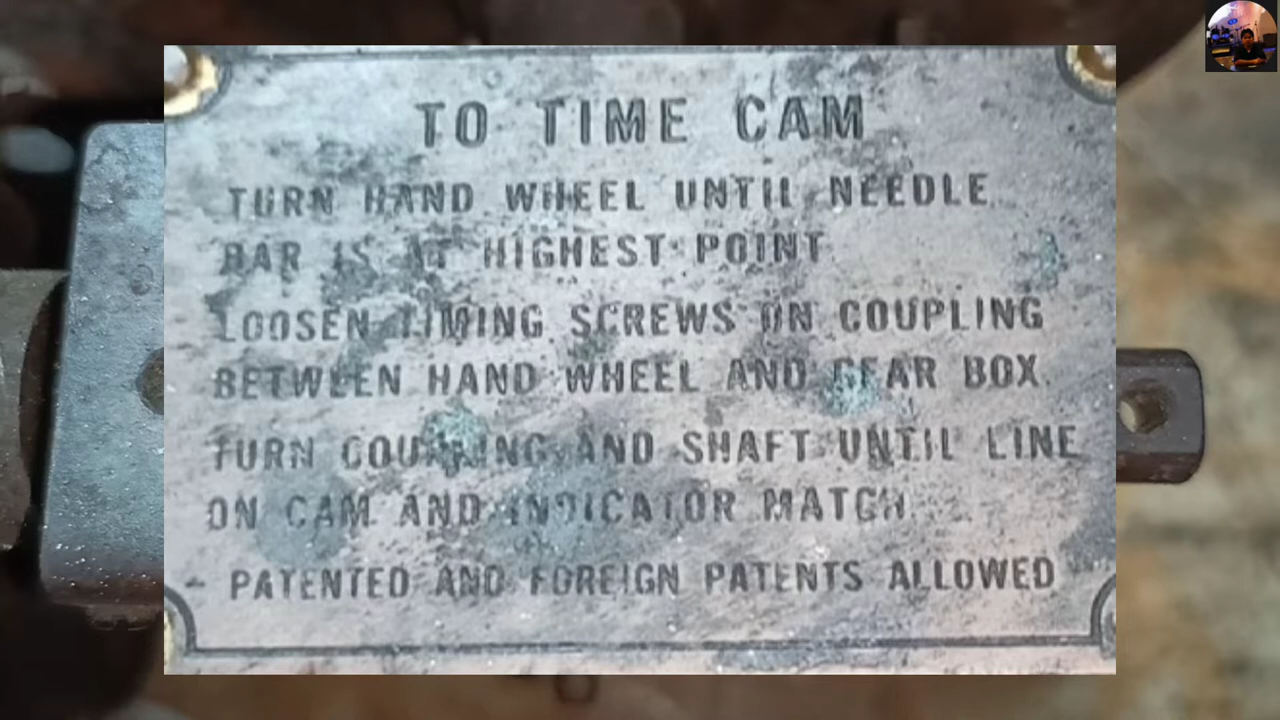 TO TIME CAM
TURN HAND WHEEL UNTIL NEEDLE
BAR IS AT HIGHEST POINT
LOOSEN TIMING SCREWS ON COUPLING
BETWEEN HAND WHEEL AND GEAR BOX.
TURN COUPLING AND SHAFT UNTIL LINE
ON CAM AND INDICATOR MATCH
PATENTED AND FOREIGN PATENTS ALLOWED